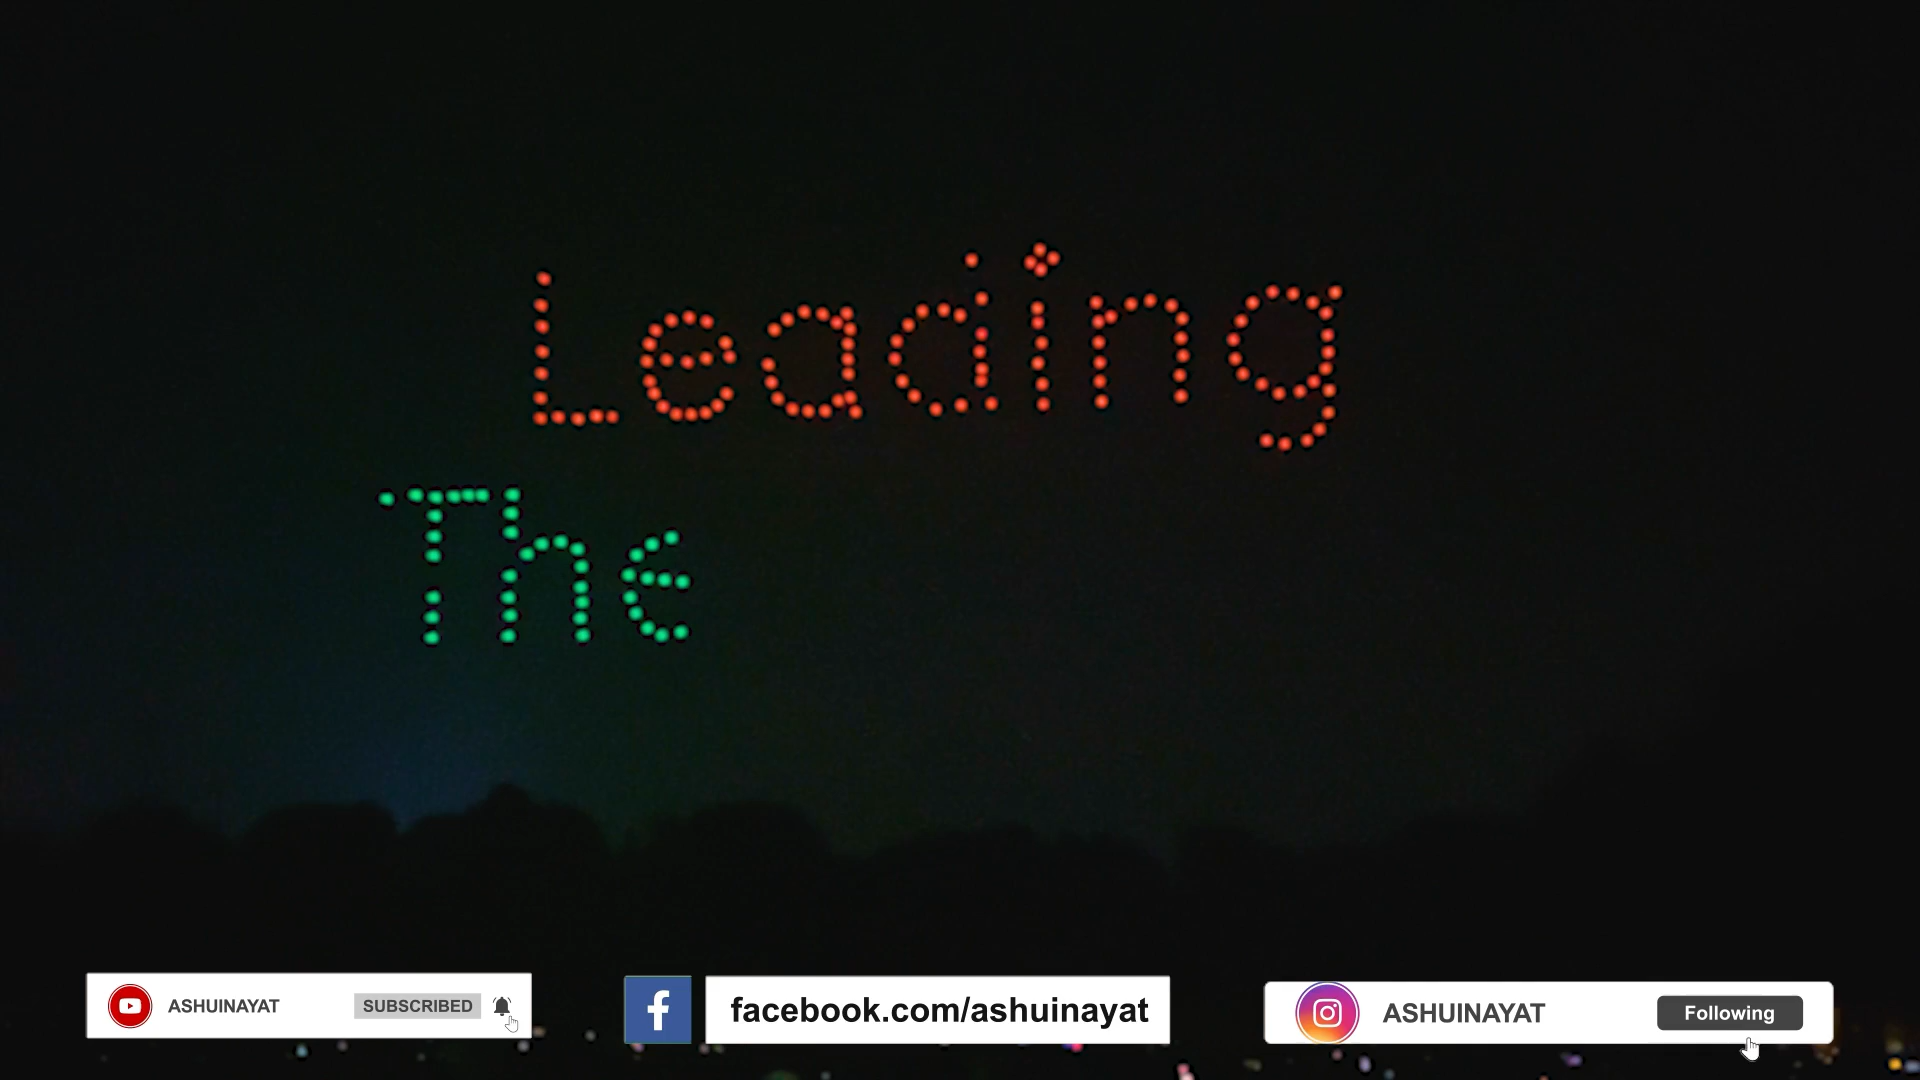 Leading
The
ASHUINAYAT SUBSCRIBED
facebook.com/ashuinayat
ASHUINAYAT Following